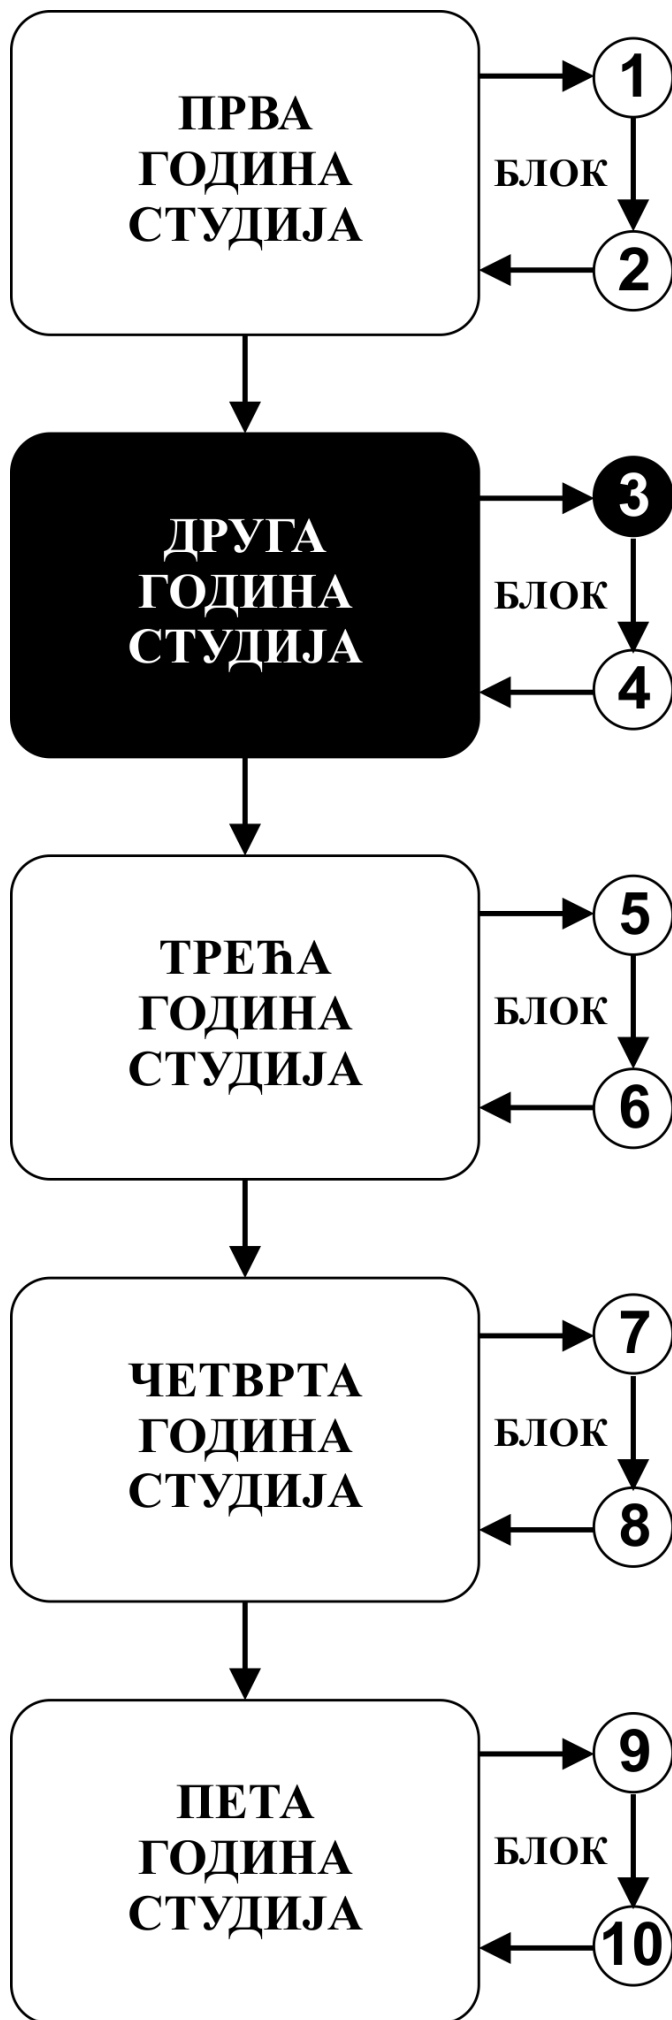 ПРВА
ГОДИНА
СТУДИЈА
1
БЛОК
2
ДРУГА
ГОДИНА
СТУДИЈА
3
БЛОК
4
ТРЕЋА
ГОДИНА
СТУДИЈА
5
БЛОК
6
ЧЕТВРТА
ГОДИНА
СТУДИЈА
7
БЛОК
8
ПЕТА
ГОДИНА
СТУДИЈА
9
БЛОК
10